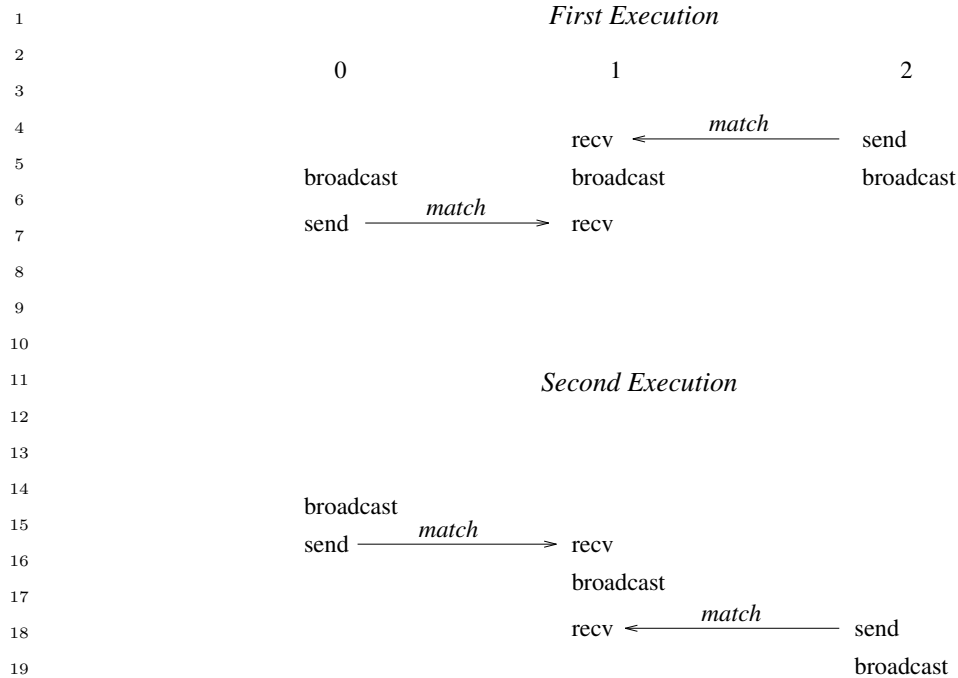 1 First Execution
2
0 1 2
3
4 match
recv send
5 broadcast broadcast broadcast
6 match
7 send recv
8
9
10
11 Second Execution
12
13
14 broadcast
15 match
16 send recv
17 broadcast
18 match
recv send
19 broadcast